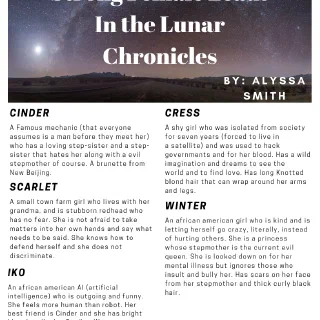 In the Lunar
Chronicles
BY: ALYSSA
SMITH
CINDER
A Famous mechanic (that everyone
assumes is a man before they meet her)
who has a loving step-sister and a step-
sister that hates her along with a evil
stepmother of course. A brunette from
New Beijing.
SCARLET
A small town farm girl who lives with her
grandma. and is stubborn redhead who
has no fear. She is not afraid to take
matters into her own hands and say what
needs to be said. She knows how to
defend herself and she does not
discriminate.
IKO
An african american AI (artificial
intelligence) who is outgoing and funny.
She feels more human than robot. Her
best friend is Cinder and she has bright
CRESS
A shy girl who was isolated from society
for seven years (forced to live in
a satellite) and was used to hack
governments and for her blood. Has a wild
imagination and dreams to see the
world and to find love. Has long Knotted
blond hair that can wrap around her arms
and legs.
WINTER
An african american girl who is kind and is
letting herself go crazy, literally, instead
of hurting others. She is a princess
whose stepmother is the current evil
queen. She is looked down on for her
mental illness but ignores those who
insult and bully her. Has scars on her face
from her stepmother and thick curly black
hair.